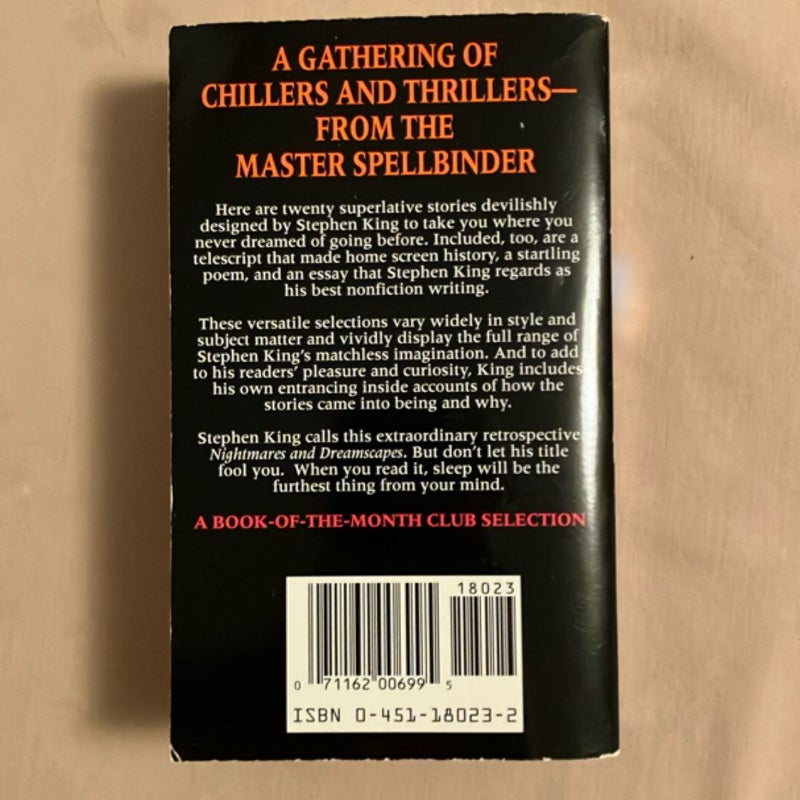 A GATHERING OF
CHILLERS AND THRILLERS—
FROM THE
MASTER SPELLBINDER
Here are twenty superlative stories devilishly
designed by Stephen King to take you where you
never dreamed of going before. Included, too, are a
telescript that made home screen history, a startling
poem, and an essay that Stephen King regards as
his best nonfiction writing.
These versatile selections vary widely in style and
subject matter and vividly display the full range of
Stephen King's matchless imagination. And to add
to his readers' pleasure and curiosity, King includes
his own entrancing inside accounts of how the
stories came into being and why.
Stephen King calls this extraordinary retrospective
Nightmares and Dreamscapes. But don't let his title
fool you. When you read it, sleep will be the
furthest thing from your mind.
A BOOK-OF-THE-MONTH CLUB SELECTION
18023
0 71162 00699 5
ISBN 0-451-18023-2